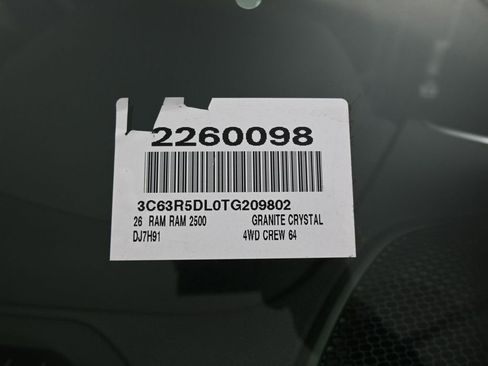 2260098
3C63R5DL0TG209802
26 RAM RAM 2500 GRANITE CRYSTAL
DJ7H91 4WD CREW 64